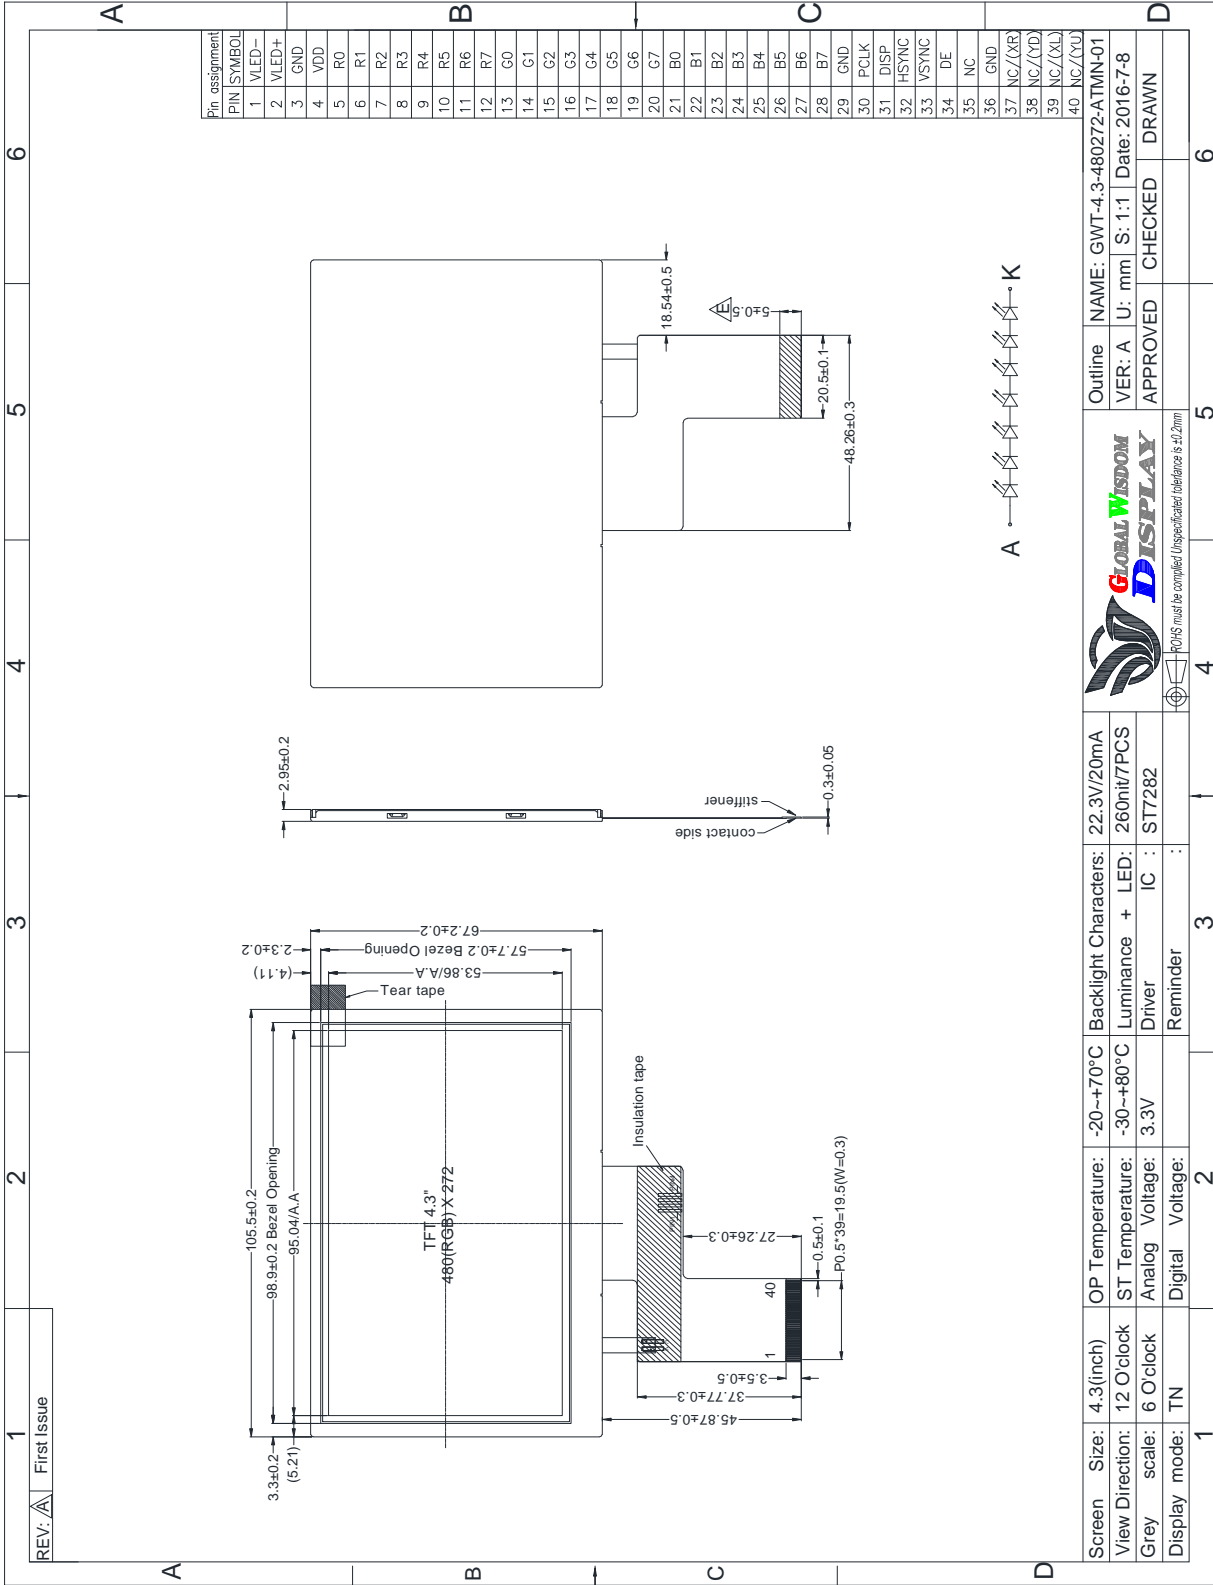 1
2
3
4
5
6
A
B
C
D
REV: A First Issue
105.5±0.2
98.9±0.2 Bezel Opening
95.04/A.A
3.3±0.2
(5.21)
TFT 4.3"
480(RGB) X 272
2.3±0.2
(4.11)
Tear tape
53.86/A.A
57.7±0.2 Bezel Opening
67.2±0.2
Insulation tape
1
40
3.5±0.5
37.77±0.3
45.87±0.5
27.26±0.3
0.5±0.1
P0.5*39=19.5(W=0.3)
2.95±0.2
contact side
stiffener
0.3±0.05
18.54±0.5
E
5±0.5
20.5±0.1
48.26±0.3
A
K
Pin assignment
PIN SYMBOL
1 VLED-
2 VLED+
3 GND
4 VDD
5 R0
6 R1
7 R2
8 R3
9 R4
10 R5
11 R6
12 R7
13 G0
14 G1
15 G2
16 G3
17 G4
18 G5
19 G6
20 G7
21 B0
22 B1
23 B2
24 B3
25 B4
26 B5
27 B6
28 B7
29 GND
30 PCLK
31 DISP
32 HSYNC
33 VSYNC
34 DE
35 NC
36 GND
37 NC/(XR)
38 NC/(YD)
39 NC/(XL)
40 NC/(YU)
Screen Size: 4.3(inch) OP Temperature: -20~+70°C Backlight Characters: 22.3V/20mA
View Direction: 12 O'clock ST Temperature: -30~+80°C Luminance + LED: 260nit/7PCS
Grey scale: 6 O'clock Analog Voltage: 3.3V Driver IC : ST7282
Display mode: TN Digital Voltage: Reminder :
GLOBAL WISDOM
DISPLAY
ROHS must be complied Unspecificated tolerance is ±0.2mm
Outline NAME: GWT-4.3-480272-ATMN-01
VER: A U: mm S: 1:1 Date: 2016-7-8
APPROVED CHECKED DRAWN
1
2
3
4
5
6
A
B
C
D